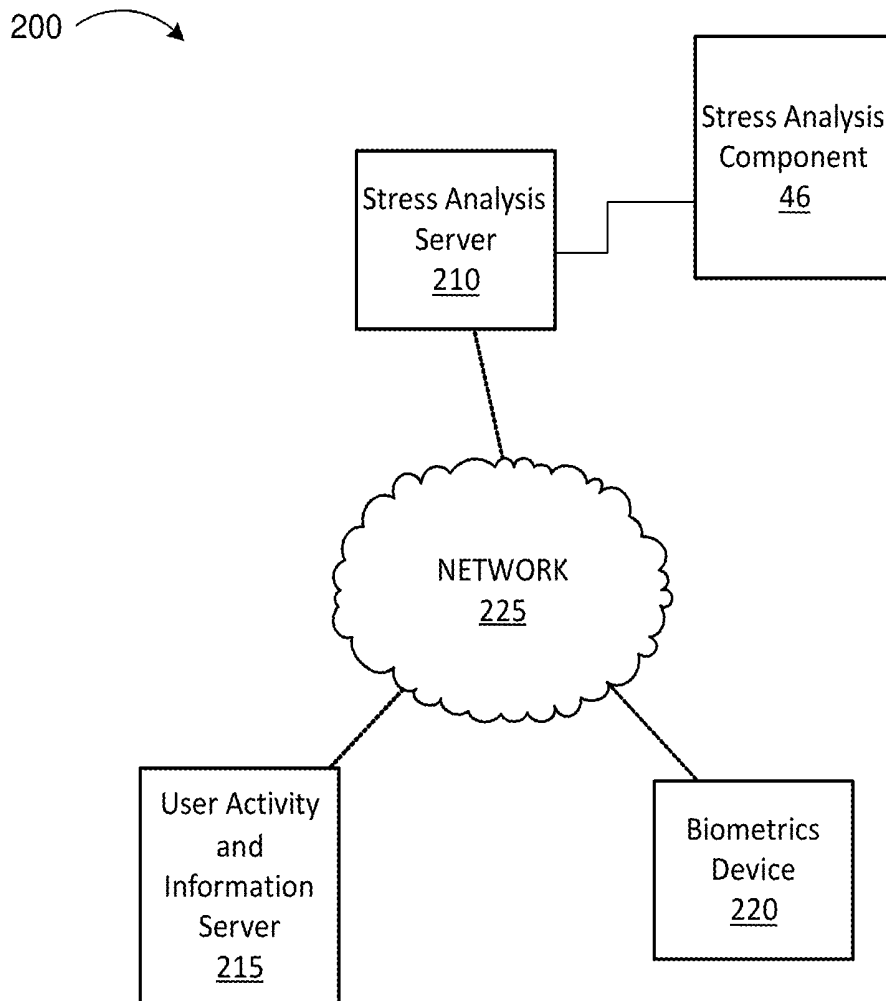 200
Stress Analysis
Component
46
Stress Analysis
Server
210
NETWORK
225
User Activity
and
Information
Server
215
Biometrics
Device
220